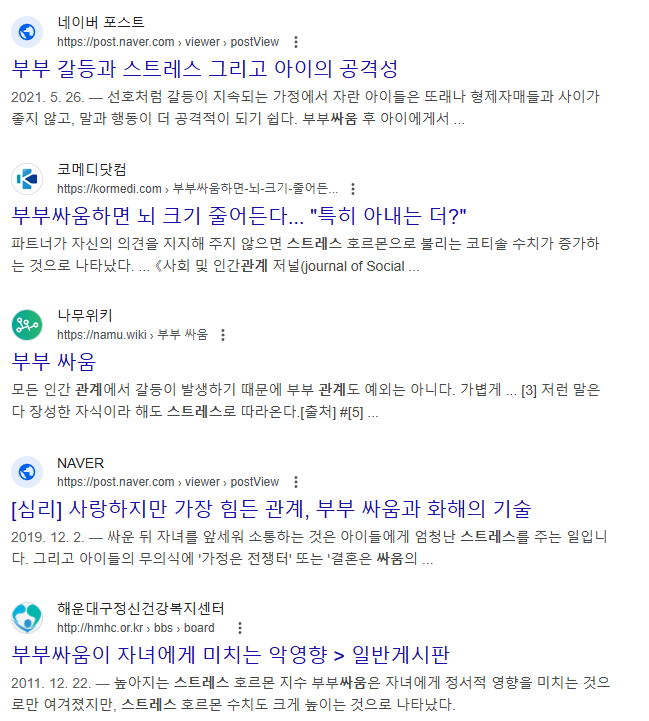 네이버 포스트
https://post.naver.com › viewer › postView
부부 갈등과 스트레스 그리고 아이의 공격성
2021. 5. 26. — 선호처럼 갈등이 지속되는 가정에서 자란 아이들은 또래나 형제자매들과 사이가
좋지 않고, 말과 행동이 더 공격적이 되기 쉽다. 부부싸움 후 아이에게서 ...
코메디닷컴
https://kormedi.com › 부부싸움하면-뇌-크기-줄어든...
부부싸움하면 뇌 크기 줄어든다... "특히 아내는 더?"
파트너가 자신의 의견을 지지해 주지 않으면 스트레스 호르몬으로 불리는 코티솔 수치가 증가하
는 것으로 나타났다. ... 《사회 및 인간관계 저널(journal of Social ...
나무위키
https://namu.wiki › 부부 싸움
부부 싸움
모든 인간 관계에서 갈등이 발생하기 때문에 부부 관계도 예외는 아니다. 가볍게 ... [3] 저런 말은
다 장성한 자식이라 해도 스트레스로 따라온다.[출처] #[5] ...
NAVER
https://post.naver.com › viewer › postView
[심리] 사랑하지만 가장 힘든 관계, 부부 싸움과 화해의 기술
2019. 12. 2. — 싸운 뒤 자녀를 앞세워 소통하는 것은 아이들에게 엄청난 스트레스를 주는 일입니
다. 그리고 아이들의 무의식에 '가정은 전쟁터' 또는 '결혼은 싸움의 ...
해운대구정신건강복지센터
http://hmhc.or.kr › bbs › board
부부싸움이 자녀에게 미치는 악영향 > 일반게시판
2011. 12. 22. — 높아지는 스트레스 호르몬 지수 부부싸움은 자녀에게 정서적 영향을 미치는 것으
로만 여겨졌지만, 스트레스 호르몬 수치도 크게 높이는 것으로 나타났다.